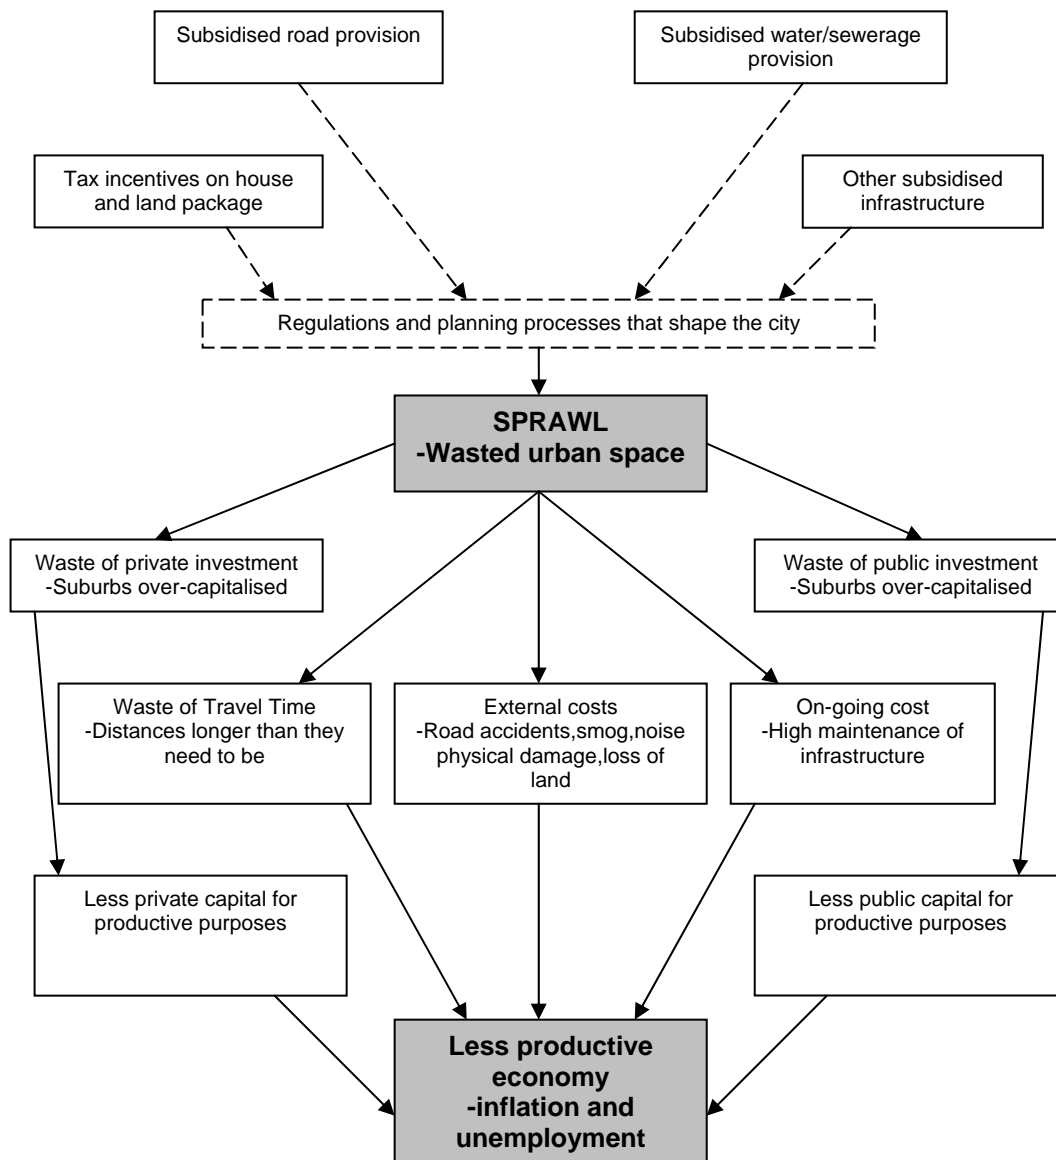 Subsidised road provision
Subsidised water/sewerage
provision
Tax incentives on house
and land package
Other subsidised
infrastructure
Regulations and planning processes that shape the city
SPRAWL
-Wasted urban space
Waste of private investment
-Suburbs over-capitalised
Waste of public investment
-Suburbs over-capitalised
Waste of Travel Time
-Distances longer than they
need to be
External costs
-Road accidents,smog,noise
physical damage,loss of
land
On-going cost
-High maintenance of
infrastructure
Less private capital for
productive purposes
Less public capital for
productive purposes
Less productive
economy
-inflation and
unemployment